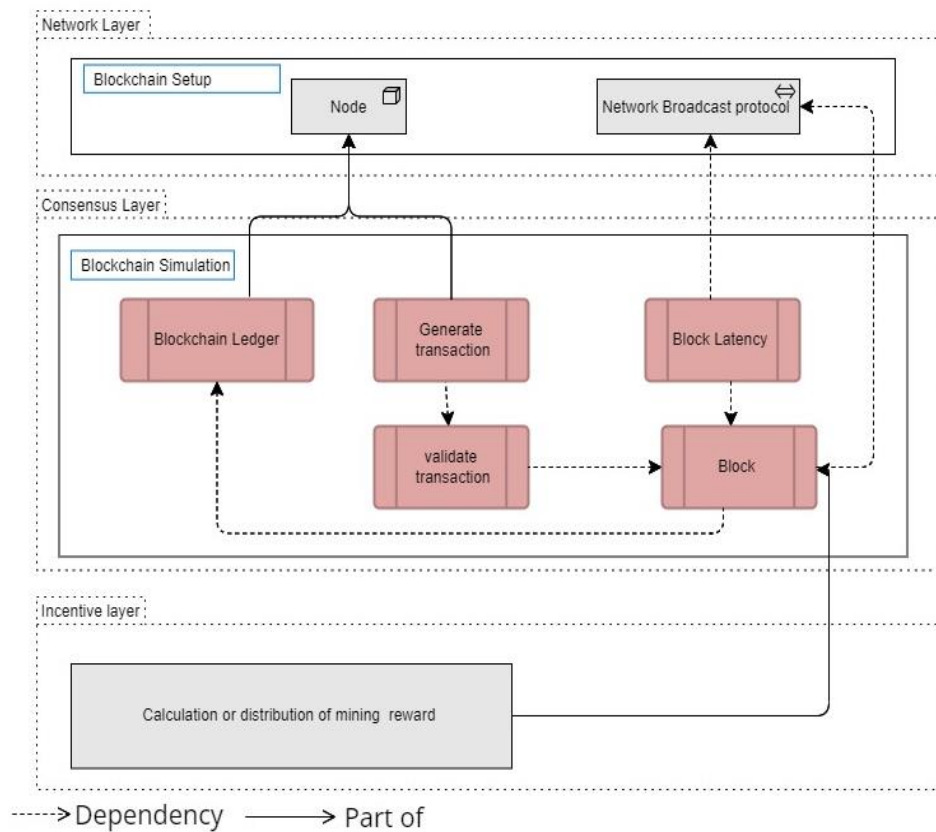 Network Layer
Blockchain Setup
Node
Network Broadcast protocol
Consensus Layer
Blockchain Simulation
Blockchain Ledger
Generate
transaction
Block Latency
validate
transaction
Block
Incentive layer
Calculation or distribution of mining reward
Dependency
Part of